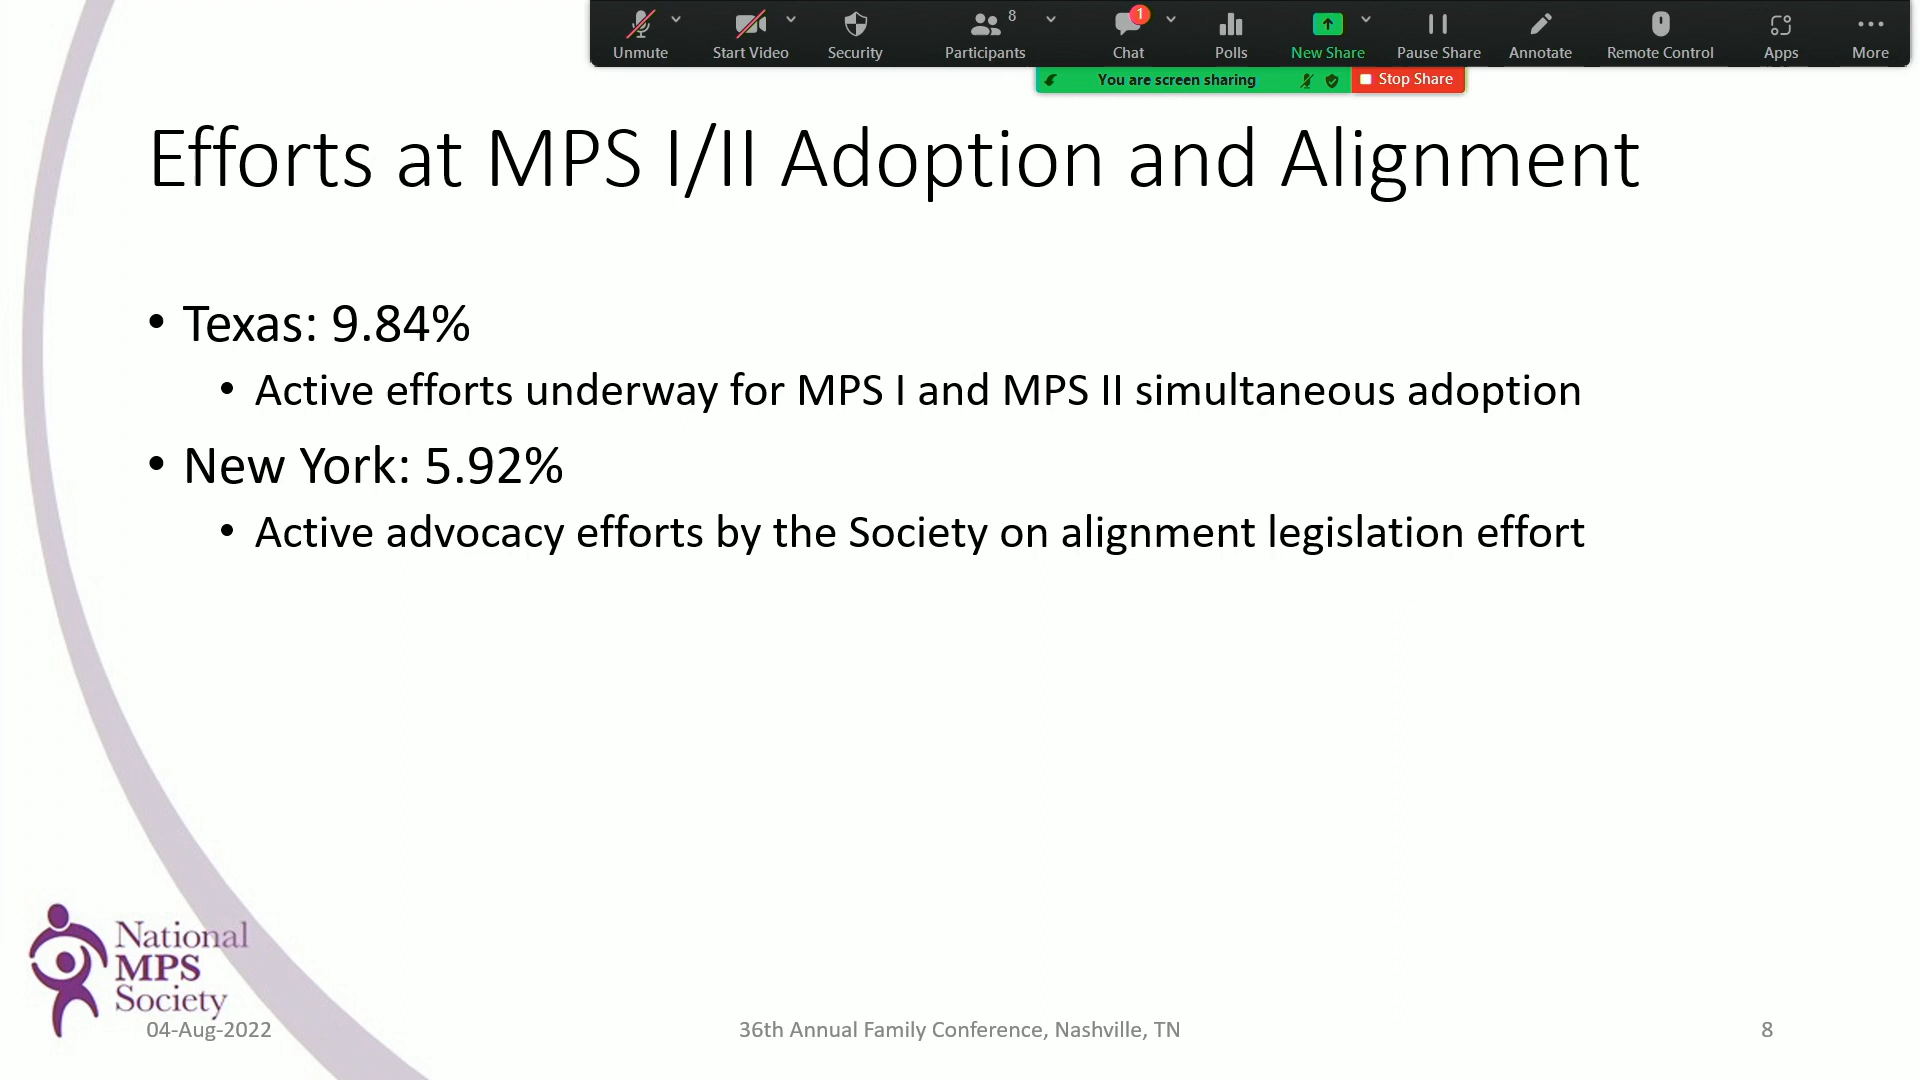 Unmute
Start Video
Security
8
Participants
1
Chat
Polls
New Share
Pause Share
Annotate
Remote Control
Apps
More
You are screen sharing
Stop Share
Efforts at MPS I/II Adoption and Alignment
• Texas: 9.84%
• Active efforts underway for MPS I and MPS II simultaneous adoption
• New York: 5.92%
• Active advocacy efforts by the Society on alignment legislation effort
National
MPS
Society
04-Aug-2022
36th Annual Family Conference, Nashville, TN
8